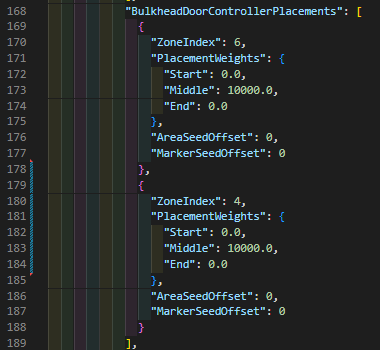 168 "BulkheadDoorControllerPlacements": [
169 {
170 "ZoneIndex": 6,
171 "PlacementWeights": {
172 "Start": 0.0,
173 "Middle": 10000.0,
174 "End": 0.0
175 },
176 "AreaSeedOffset": 0,
177 "MarkerSeedOffset": 0
178 },
179 {
180 "ZoneIndex": 4,
181 "PlacementWeights": {
182 "Start": 0.0,
183 "Middle": 10000.0,
184 "End": 0.0
185 },
186 "AreaSeedOffset": 0,
187 "MarkerSeedOffset": 0
188 }
189 ],